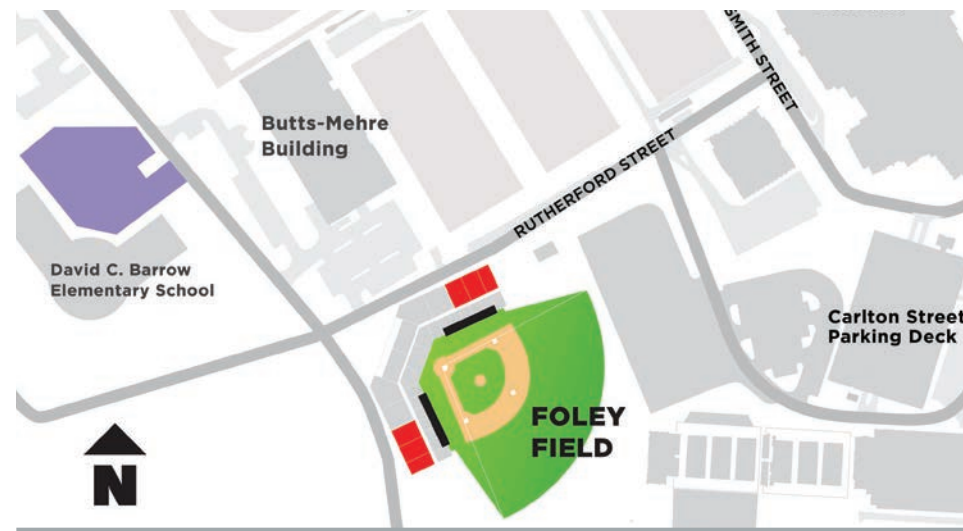 SMITH STREET
Butts-Mehre
Building
RUTHERFORD STREET
David C. Barrow
Elementary School
Carlton Street
Parking Deck
FOLEY
FIELD
N